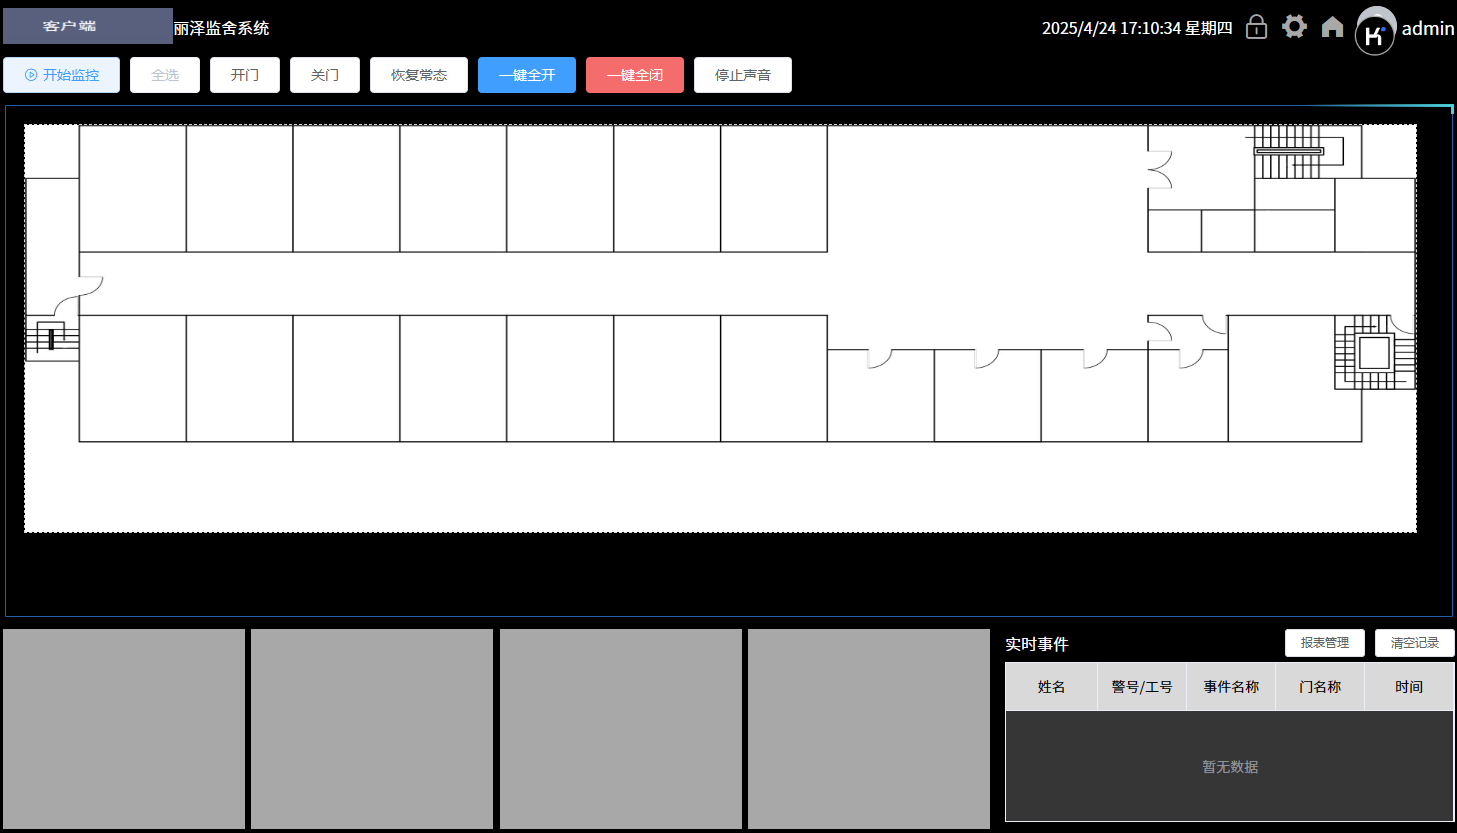 客户端 丽泽监舍系统 2025/4/24 17:10:34 星期四 admin
开始监控 全选 开门 关门 恢复常态 一键全开 一键全闭 停止声音
实时事件 报表管理 清空记录
姓名 警号/工号 事件名称 门名称 时间
暂无数据